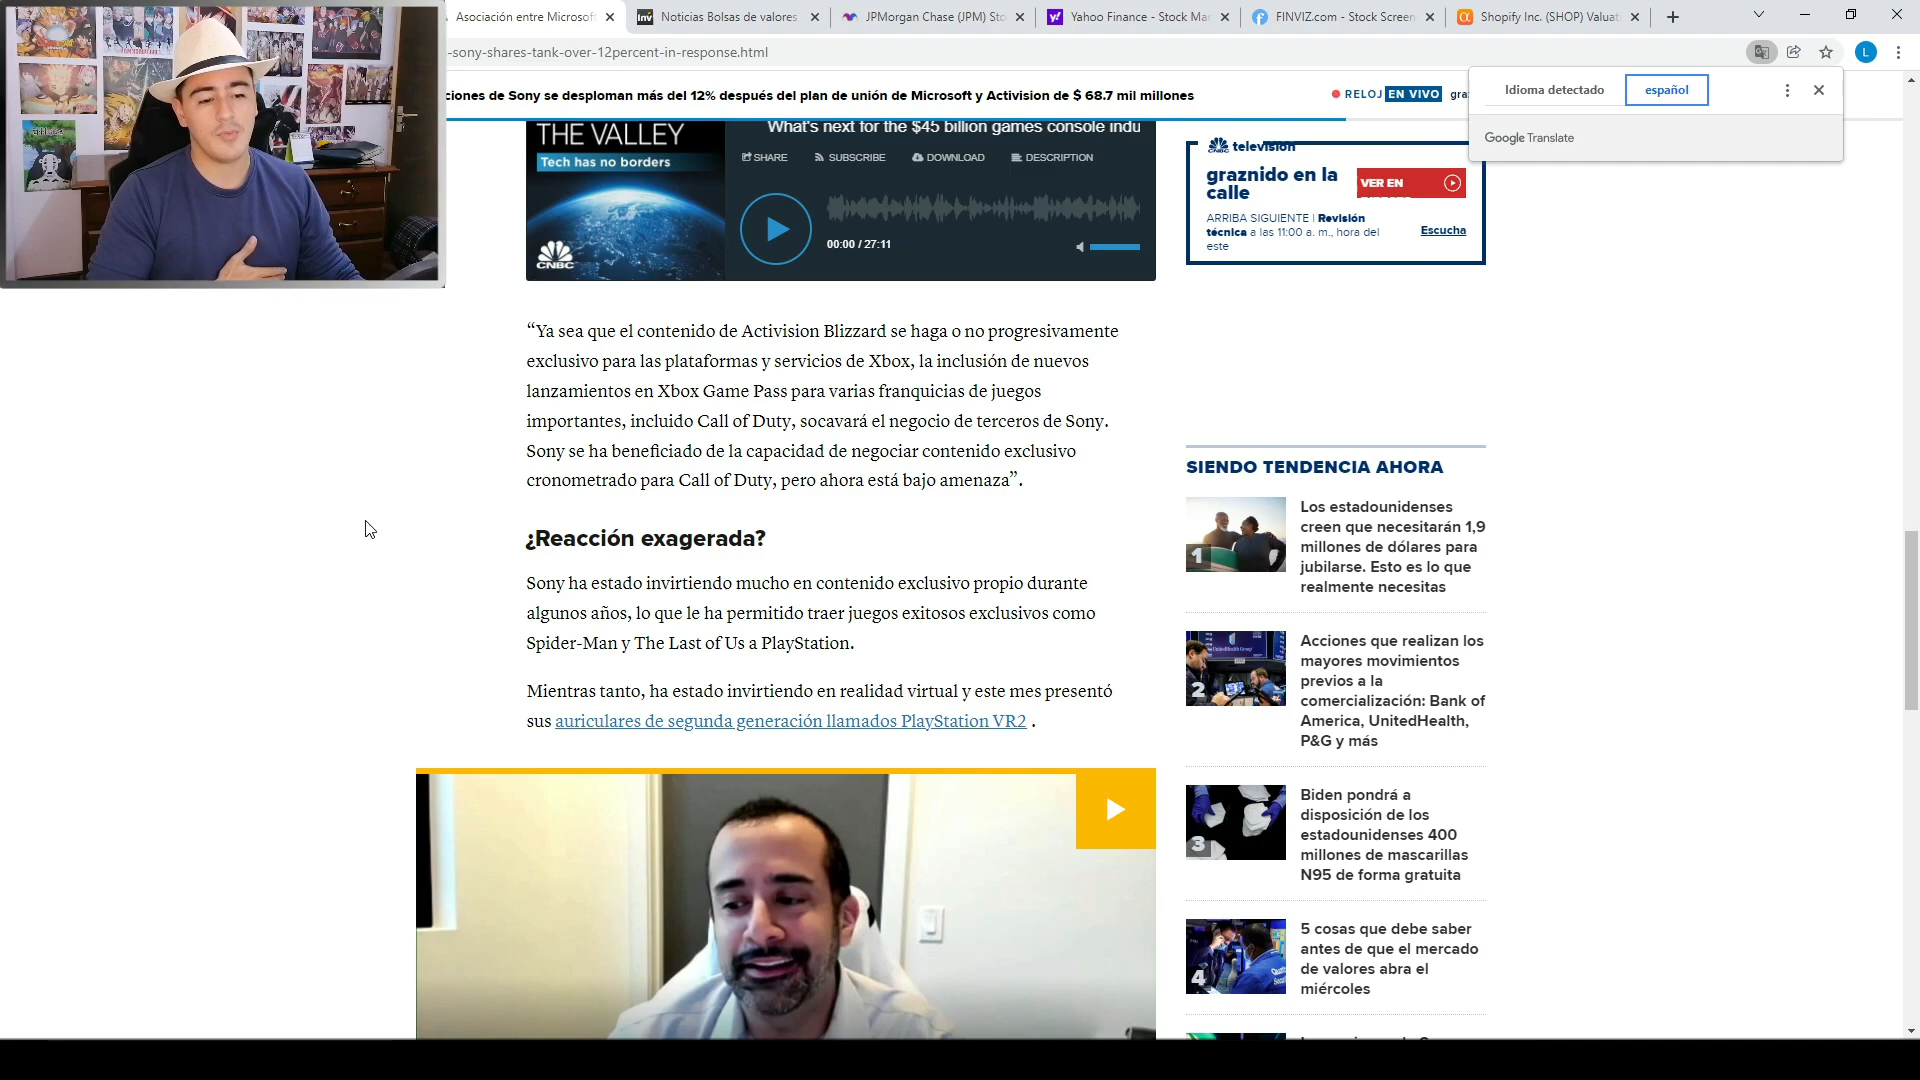 Asociación entre Microsoft
Noticias Bolsas de valores
JPMorgan Chase (JPM) Sto
Yahoo Finance - Stock Mar
FINVIZ.com - Stock Screen
Shopify Inc. (SHOP) Valuat
-sony-shares-tank-over-12percent-in-response.html
L
Idioma detectado
español
Google Translate
ciones de Sony se desploman más del 12% después del plan de unión de Microsoft y Activision de $ 68.7 mil millones
RELOJ EN VIVO
THE VALLEY
Tech has no borders
CNBC
What's next for the $45 billion games console indu
SHARE
SUBSCRIBE
DOWNLOAD
DESCRIPTION
00:00 / 27:11
televisión
graznido en la
calle
VER EN
ARRIBA SIGUIENTE | Revisión
técnica a las 11:00 a. m., hora del
este
Escucha
“Ya sea que el contenido de Activision Blizzard se haga o no progresivamente
exclusivo para las plataformas y servicios de Xbox, la inclusión de nuevos
lanzamientos en Xbox Game Pass para varias franquicias de juegos
importantes, incluido Call of Duty, socavará el negocio de terceros de Sony.
Sony se ha beneficiado de la capacidad de negociar contenido exclusivo
cronometrado para Call of Duty, pero ahora está bajo amenaza”.
¿Reacción exagerada?
Sony ha estado invirtiendo mucho en contenido exclusivo propio durante
algunos años, lo que le ha permitido traer juegos exitosos exclusivos como
Spider-Man y The Last of Us a PlayStation.
Mientras tanto, ha estado invirtiendo en realidad virtual y este mes presentó
sus auriculares de segunda generación llamados PlayStation VR2 .
SIENDO TENDENCIA AHORA
1
Los estadounidenses
creen que necesitarán 1,9
millones de dólares para
jubilarse. Esto es lo que
realmente necesitas
2
Acciones que realizan los
mayores movimientos
previos a la
comercialización: Bank of
America, UnitedHealth,
P&G y más
3
Biden pondrá a
disposición de los
estadounidenses 400
millones de mascarillas
N95 de forma gratuita
4
5 cosas que debe saber
antes de que el mercado
de valores abra el
miércoles